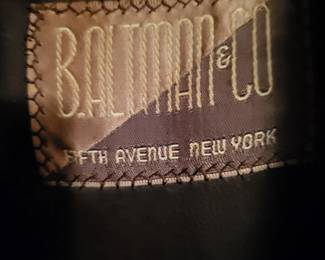 B.ALTMAN & CO
FIFTH AVENUE NEW YORK